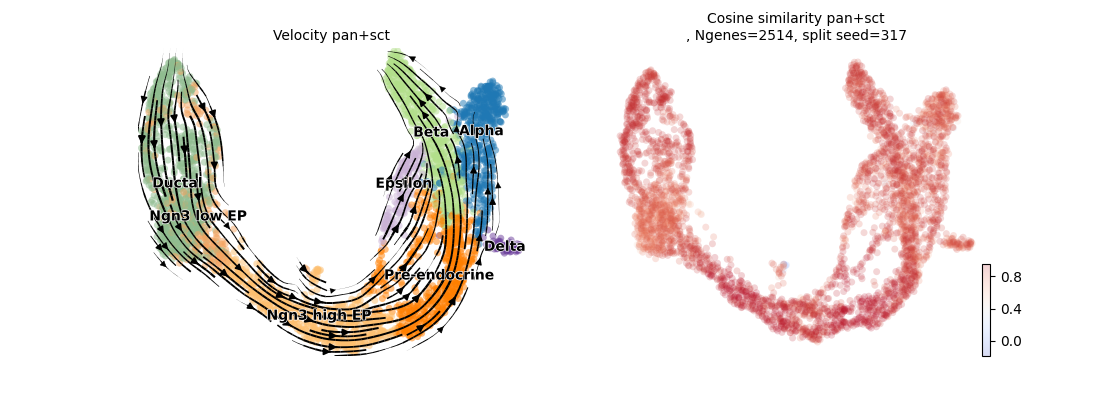 Velocity pan+sct
Beta
Alpha
Epsilon
Ductal
Ngn3 low EP
Delta
Pre-endocrine
Ngn3 high EP
Cosine similarity pan+sct
, Ngenes=2514, split seed=317
0.8
0.4
0.0